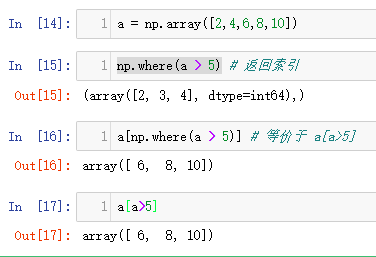 In [14]: 1 a = np.array([2,4,6,8,10])
In [15]: 1 np.where(a > 5) # 返回索引
Out[15]: (array([2, 3, 4], dtype=int64),)
In [16]: 1 a[np.where(a > 5)] # 等价于 a[a>5]
Out[16]: array([ 6,  8, 10])
In [17]: 1 a[a>5]
Out[17]: array([ 6,  8, 10])